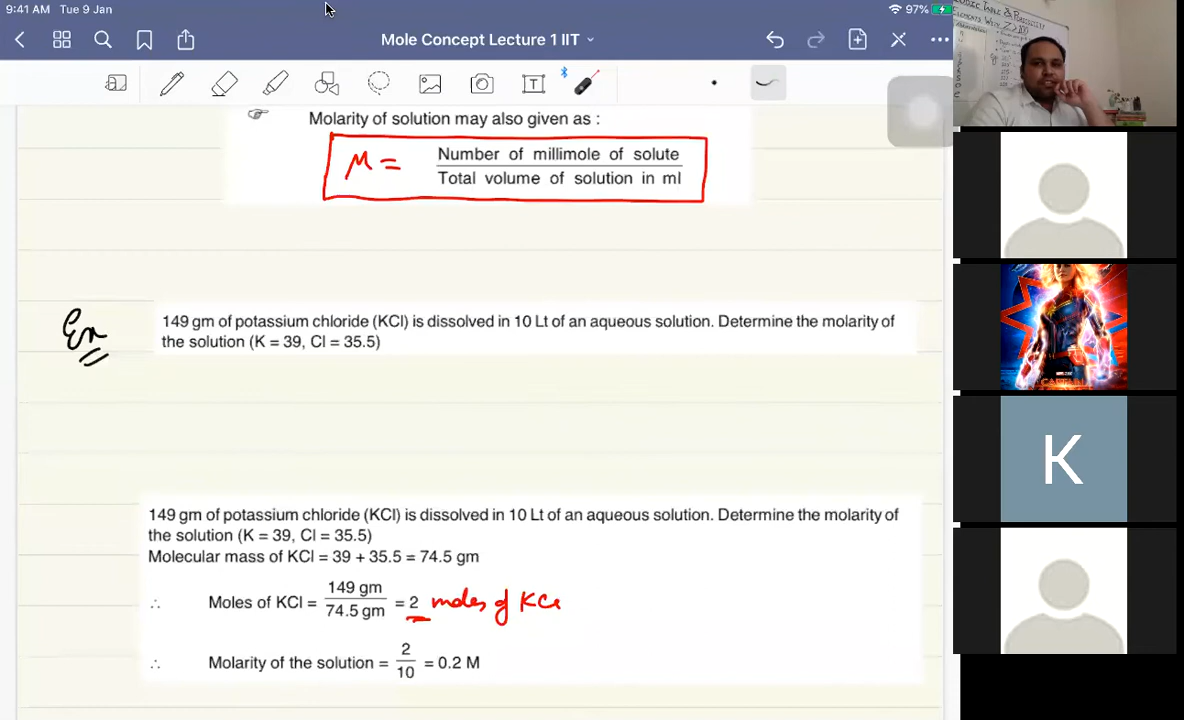 9:41 AM Tue 9 Jan
97%
Mole Concept Lecture 1 IIT
T
Molarity of solution may also given as :
M = Number of millimole of solute
Total volume of solution in ml
Ex
149 gm of potassium chloride (KCl) is dissolved in 10 Lt of an aqueous solution. Determine the molarity of
the solution (K = 39, Cl = 35.5)
149 gm of potassium chloride (KCl) is dissolved in 10 Lt of an aqueous solution. Determine the molarity of
the solution (K = 39, Cl = 35.5)
Molecular mass of KCl = 39 + 35.5 = 74.5 gm
∴ Moles of KCl = 149 gm / 74.5 gm = 2 moles of KCl
∴ Molarity of the solution = 2 / 10 = 0.2 M
K